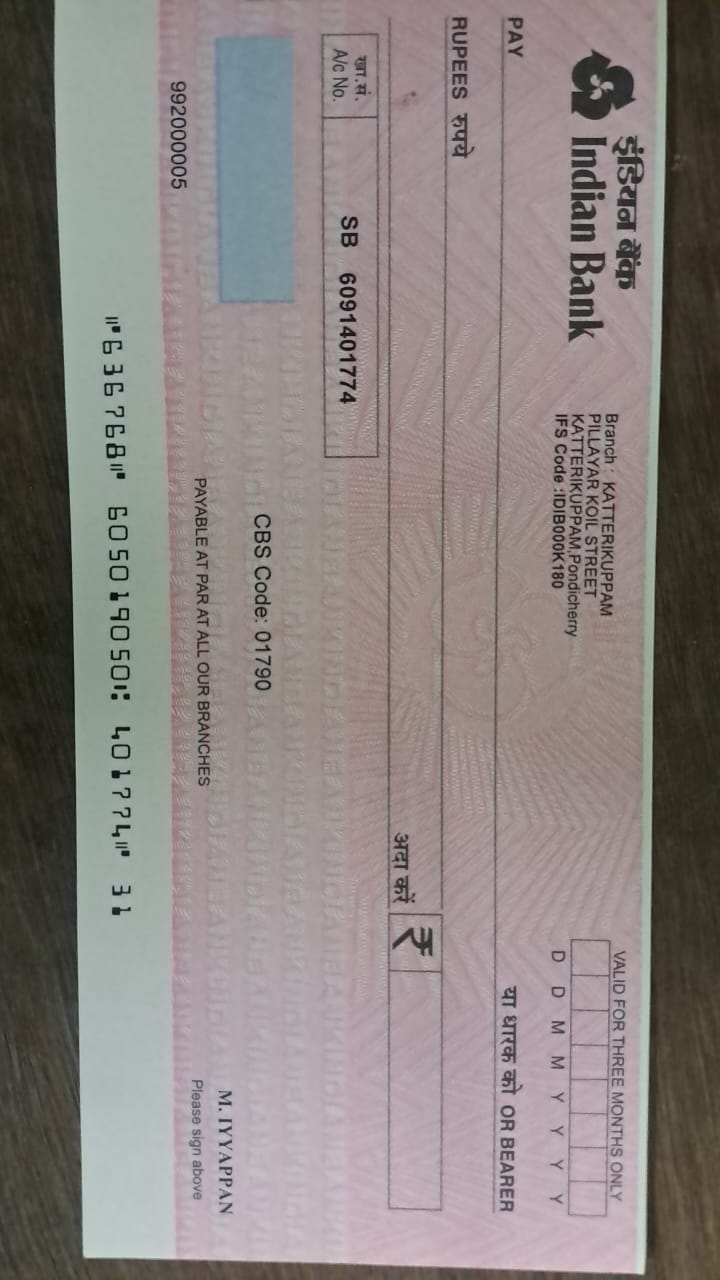 इंडियन बैंक
Indian Bank
Branch : KATTERIKUPPAM
PILLAYAR KOIL STREET
KATTERIKUPPAM,Pondicherry
IFS Code :IDIB000K180
VALID FOR THREE MONTHS ONLY
D D M M Y Y Y Y
PAY
या धारक को OR BEARER
RUPEES रुपये
अदा करें ₹
खा.सं.
A/c No.
SB 6091401774
CBS Code: 01790
M. IYYAPPAN
992000005
PAYABLE AT PAR AT ALL OUR BRANCHES
Please sign above
⑈636768⑈ 605019050⑆ 401774⑈ 31